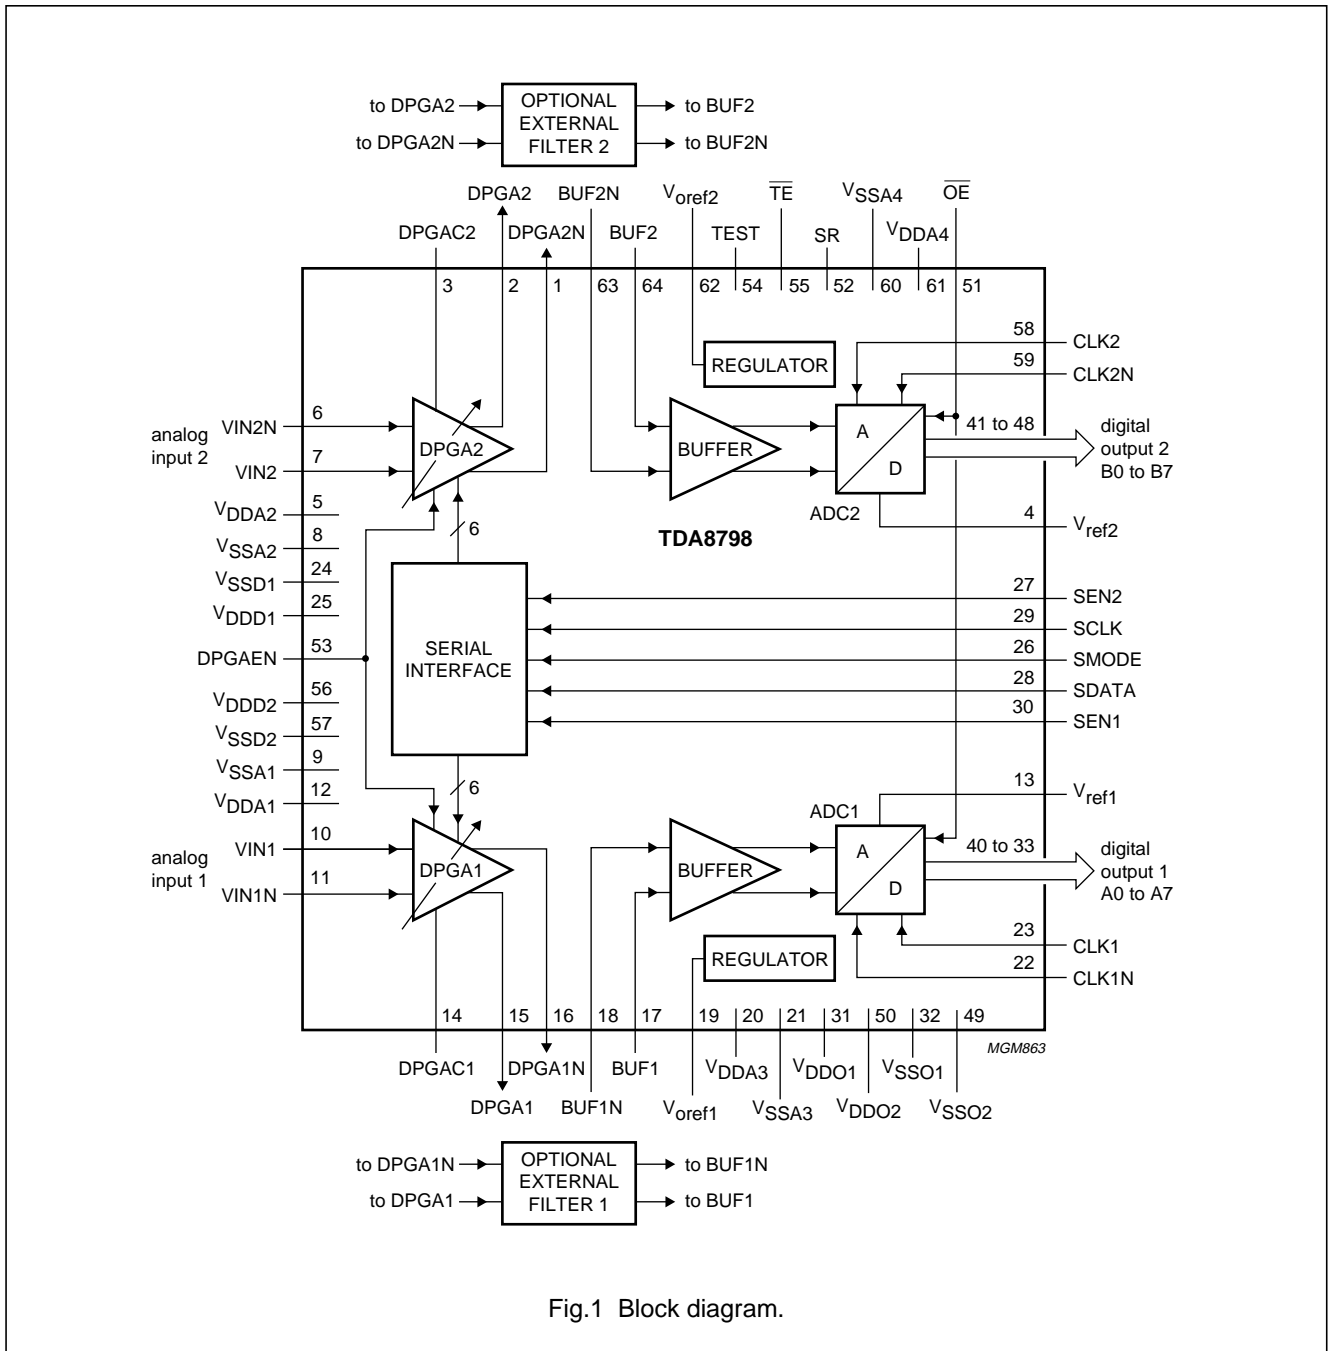 to DPGA2
to DPGA2N
OPTIONAL
EXTERNAL
FILTER 2
to BUF2
to BUF2N
DPGA2
BUF2N
Voref2
TE
VSSA4
OE
DPGAC2
DPGA2N
BUF2
TEST
SR
VDDA4
3
2
1
63
64
62
54
55
52
60
61
51
58
CLK2
59
CLK2N
REGULATOR
analog
input 2
VIN2N
6
VIN2
7
DPGA2
BUFFER
A
D
ADC2
41 to 48
digital
output 2
B0 to B7
VDDA2
5
VSSA2
8
VSSD1
24
VDDD1
25
DPGAEN
53
VDDD2
56
VSSD2
57
VSSA1
9
VDDA1
12
6
TDA8798
4
Vref2
SERIAL
INTERFACE
27
SEN2
29
SCLK
26
SMODE
28
SDATA
30
SEN1
6
13
Vref1
ADC1
analog
input 1
VIN1
10
VIN1N
11
DPGA1
BUFFER
A
D
40 to 33
digital
output 1
A0 to A7
REGULATOR
23
CLK1
22
CLK1N
14
15
16
18
17
19
20
21
31
50
32
49
MGM863
DPGAC1
DPGA1N
BUF1
VDDA3
VDDO1
VSSO1
DPGA1
BUF1N
Voref1
VSSA3
VDDO2
VSSO2
to DPGA1N
to DPGA1
OPTIONAL
EXTERNAL
FILTER 1
to BUF1N
to BUF1
Fig.1 Block diagram.